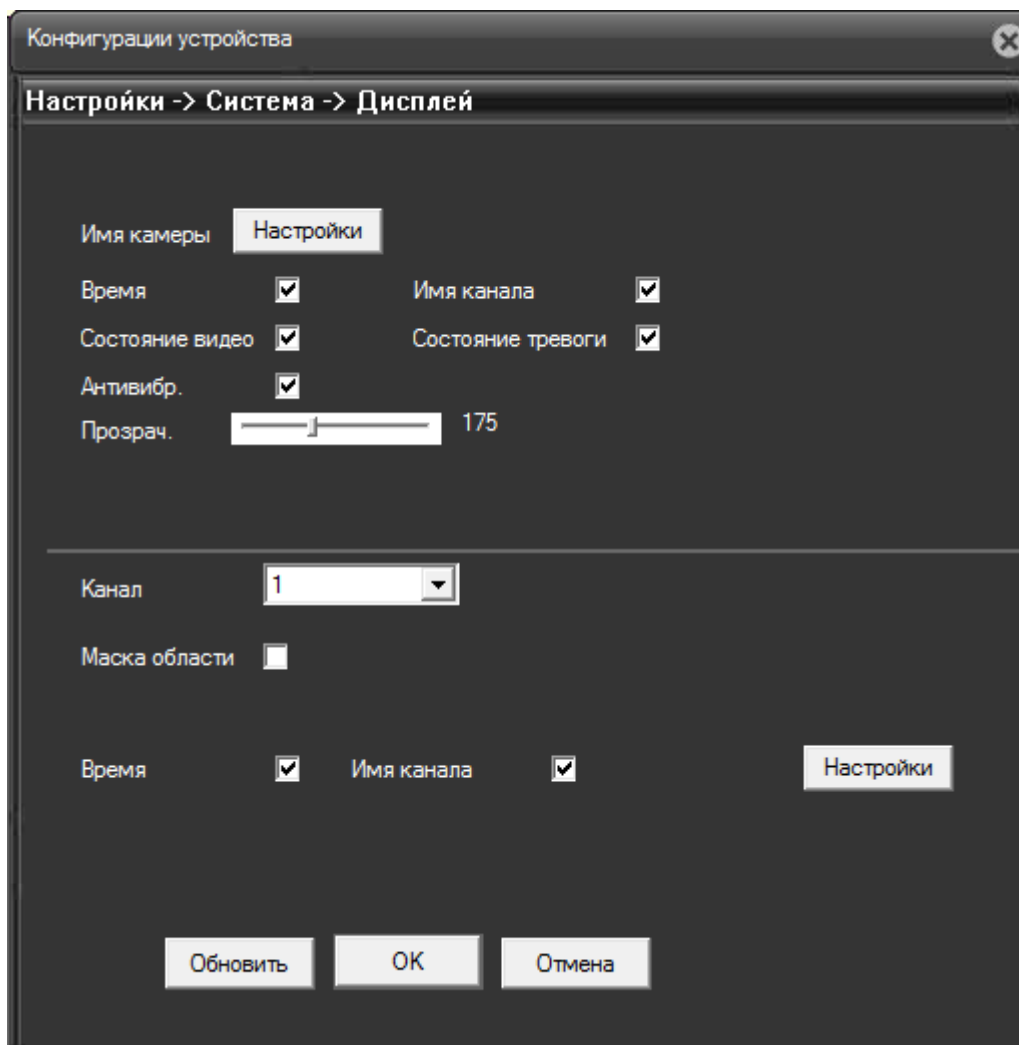 Конфигурации устройства
Настройки -> Система -> Дисплей
Имя камеры Настройки
Время Имя канала
Состояние видео Состояние тревоги
Антивибр.
Прозрач. 175
Канал 1
Маска области
Время Имя канала Настройки
Обновить OK Отмена